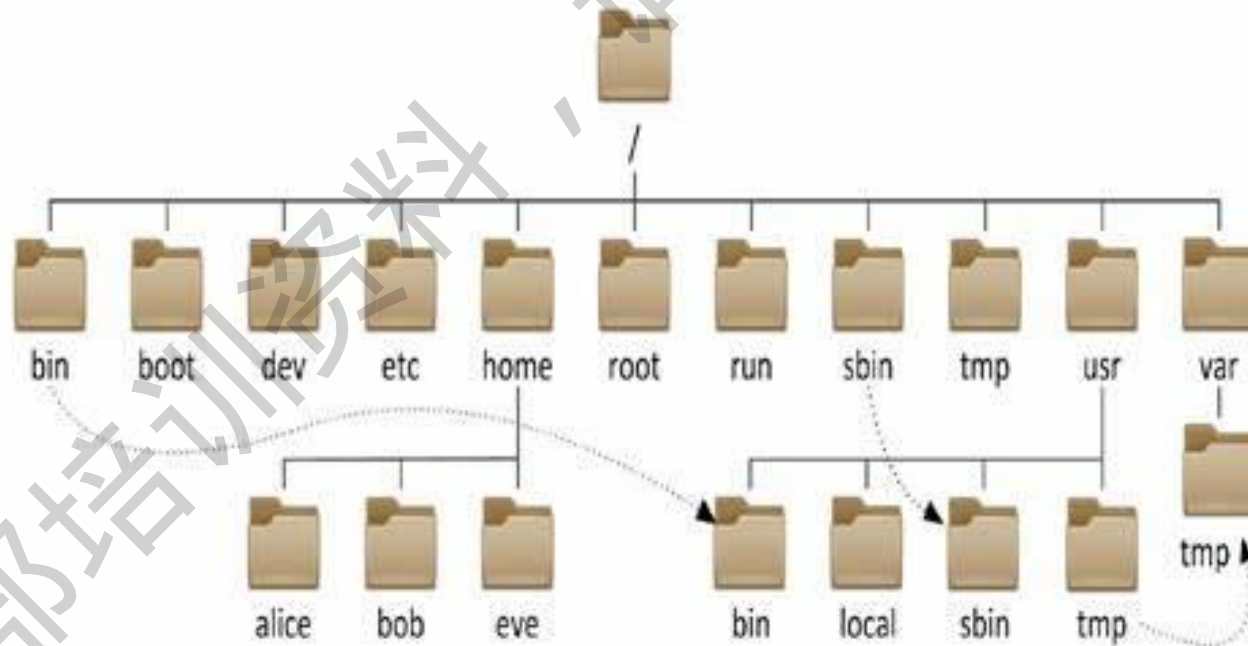 /
bin boot dev etc home root run sbin tmp usr var
tmp
alice bob eve bin local sbin tmp
部培训资料，